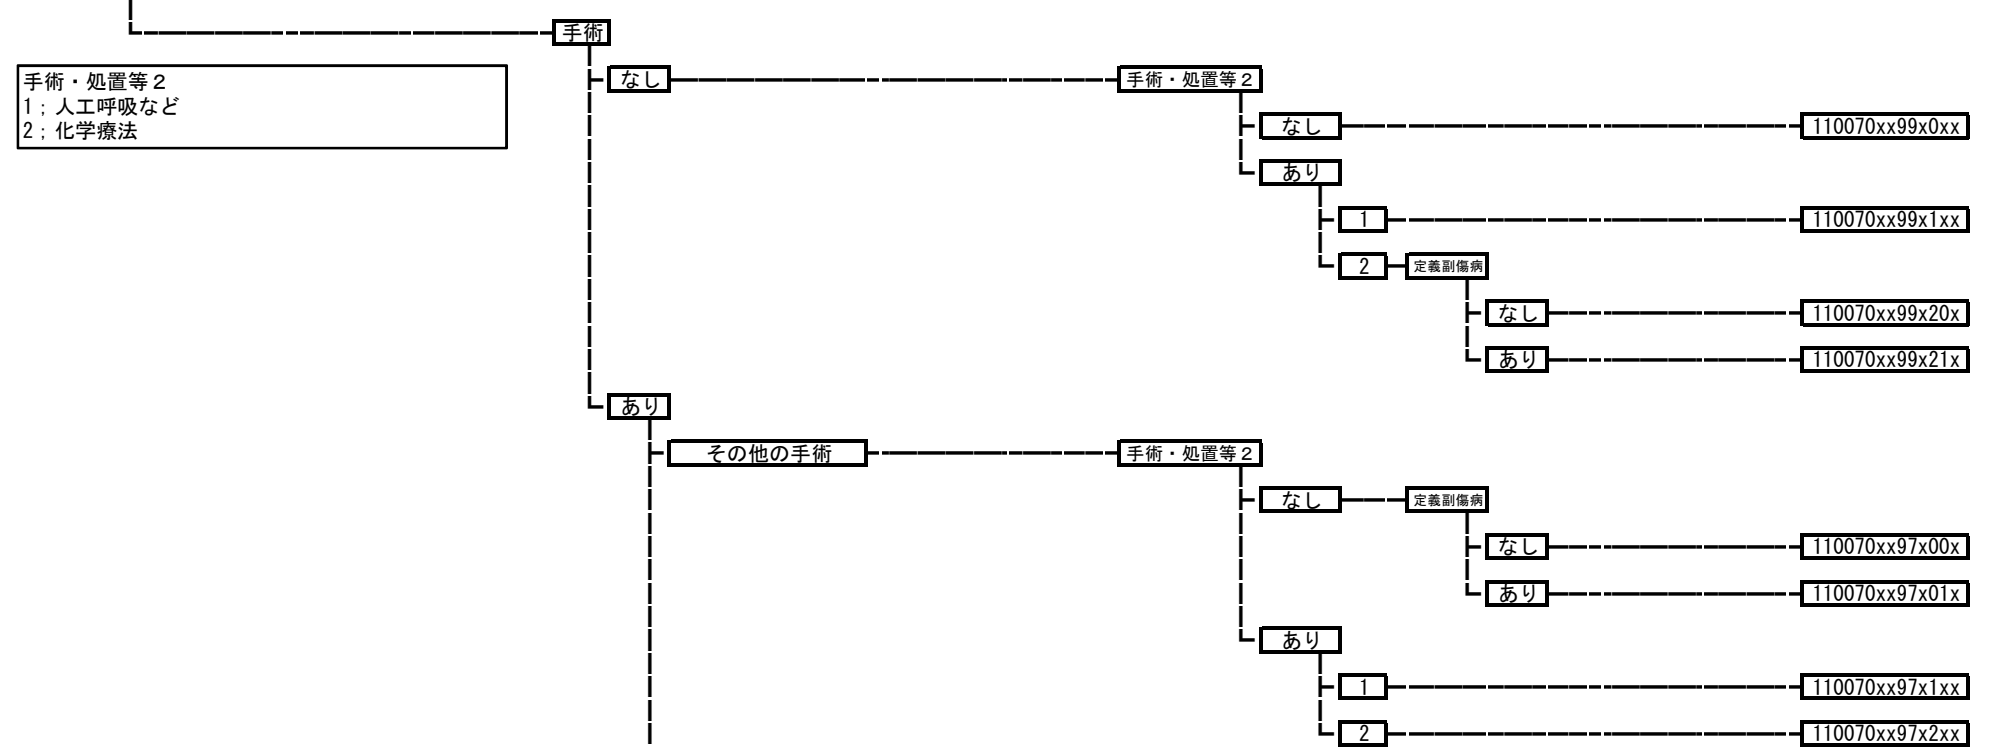 手術
手術・処置等2
1;人工呼吸など
2;化学療法
なし
手術・処置等2
なし
110070xx99x0xx
あり
1
110070xx99x1xx
2
定義副傷病
なし
110070xx99x20x
あり
110070xx99x21x
あり
その他の手術
手術・処置等2
なし
定義副傷病
なし
110070xx97x00x
あり
110070xx97x01x
あり
1
110070xx97x1xx
2
110070xx97x2xx